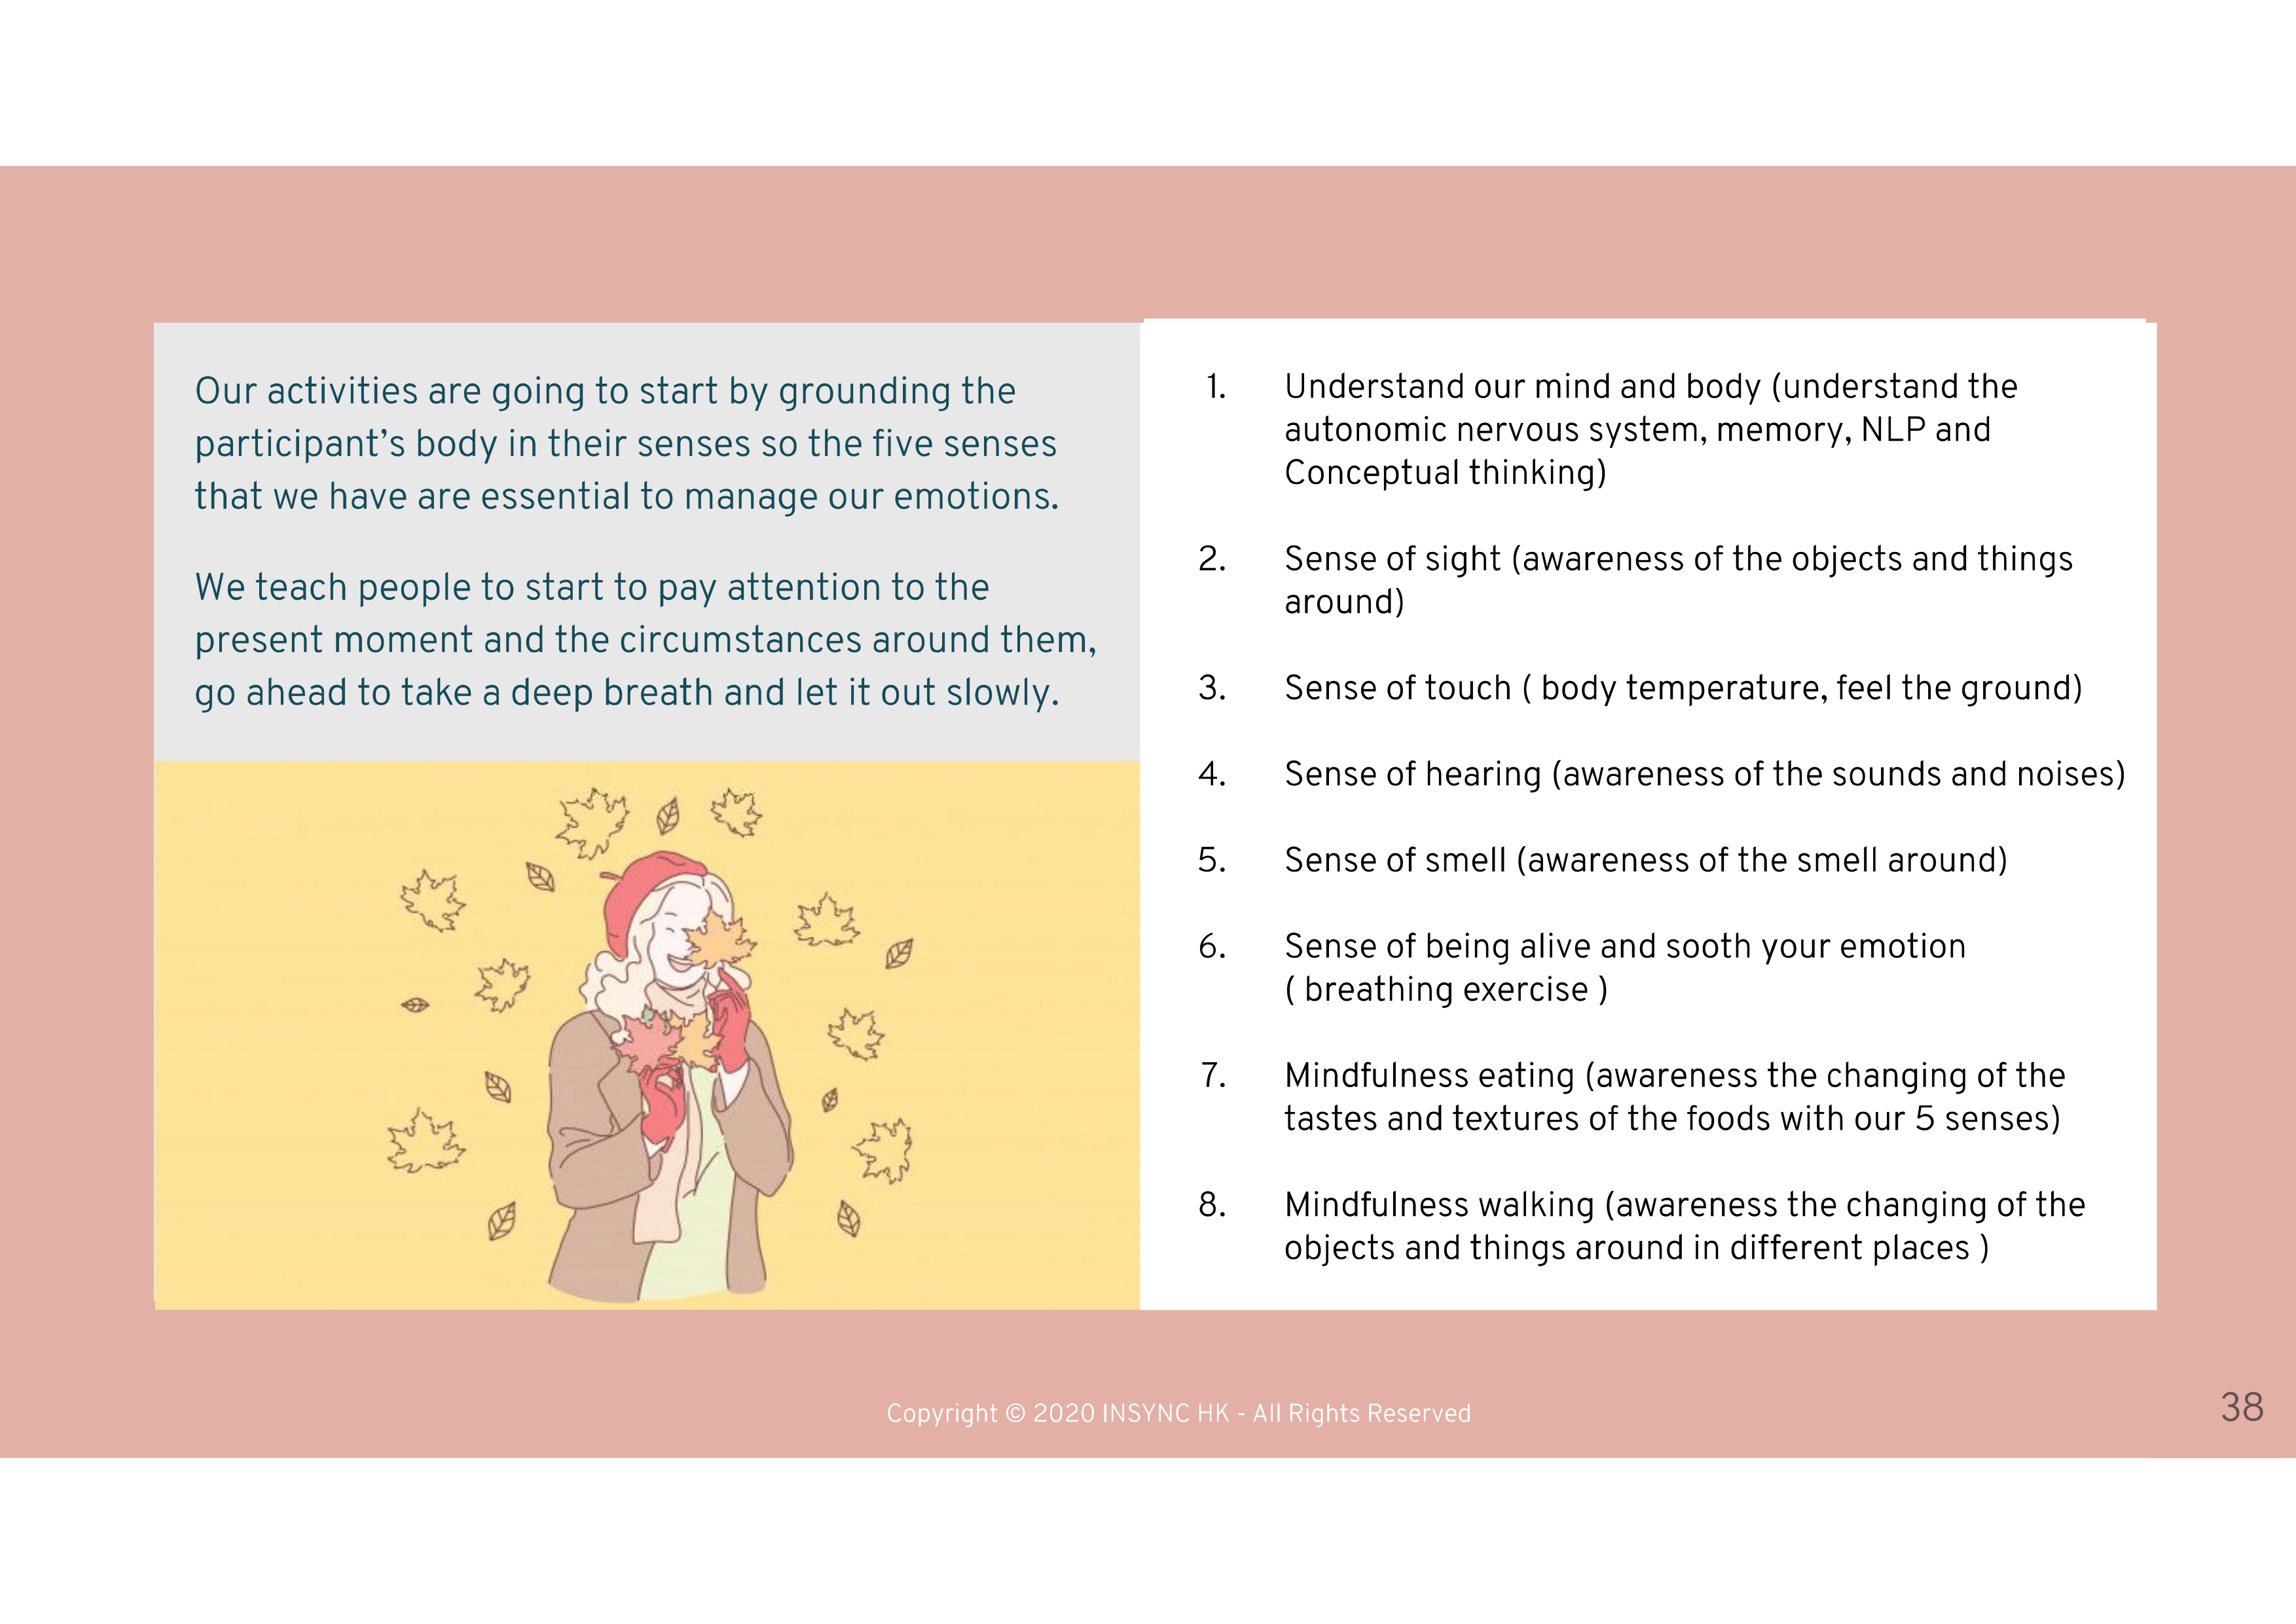 Our activities are going to start by grounding the
participant’s body in their senses so the five senses
that we have are essential to manage our emotions.
We teach people to start to pay attention to the
present moment and the circumstances around them,
go ahead to take a deep breath and let it out slowly.
1. Understand our mind and body (understand the
autonomic nervous system, memory, NLP and
Conceptual thinking)
2. Sense of sight (awareness of the objects and things
around)
3. Sense of touch ( body temperature, feel the ground)
4. Sense of hearing (awareness of the sounds and noises)
5. Sense of smell (awareness of the smell around)
6. Sense of being alive and sooth your emotion
( breathing exercise )
7. Mindfulness eating (awareness the changing of the
tastes and textures of the foods with our 5 senses)
8. Mindfulness walking (awareness the changing of the
objects and things around in different places )
Copyright © 2020 INSYNC HK - All Rights Reserved
38